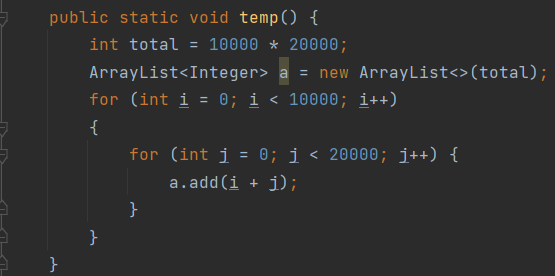 public static void temp() {
int total = 10000 * 20000;
ArrayList<Integer> a = new ArrayList<>(total);
for (int i = 0; i < 10000; i++)
{
for (int j = 0; j < 20000; j++) {
a.add(i + j);
}
}
}